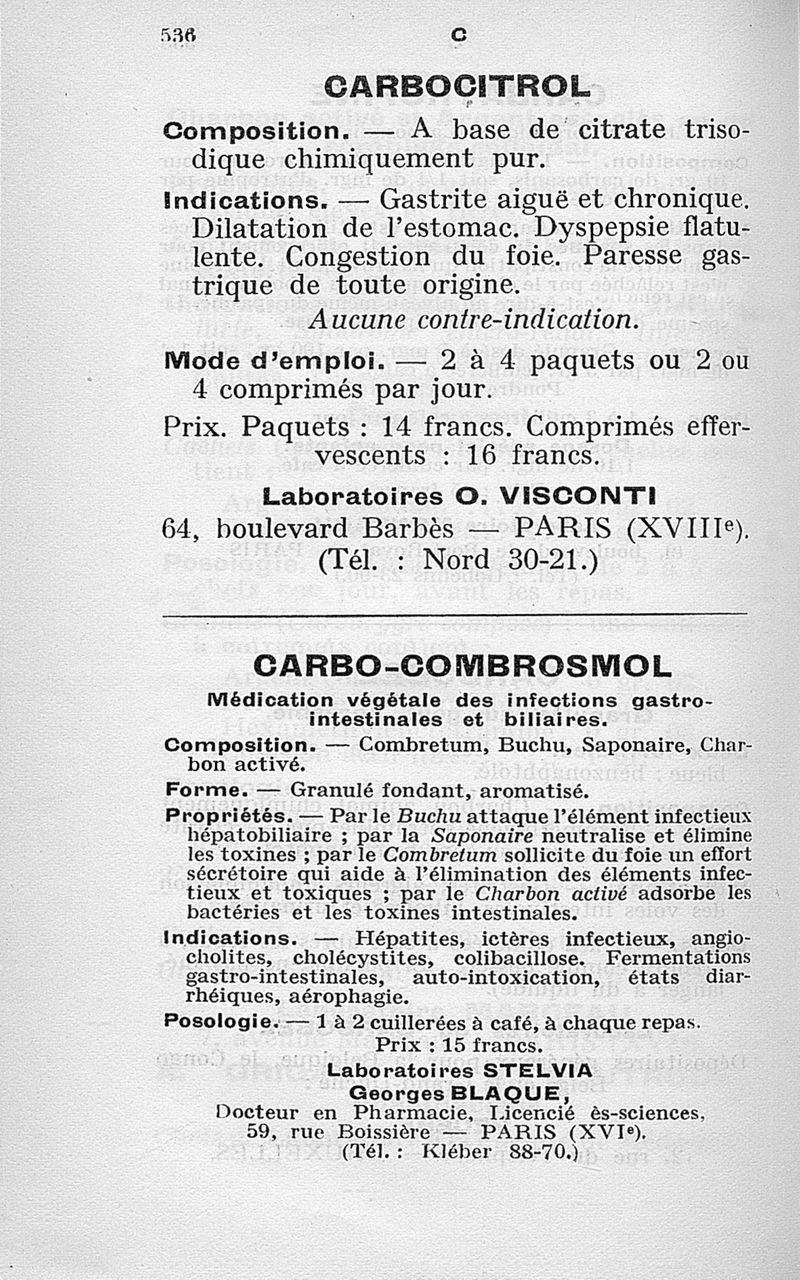 536
C
CARBOCITROL
Composition. — A base de citrate triso-
dique chimiquement pur.
Indications. — Gastrite aiguë et chronique.
Dilatation de l'estomac. Dyspepsie flatu-
lente. Congestion du foie. Paresse gas-
trique de toute origine.
Aucune contre-indication.
Mode d'emploi. — 2 à 4 paquets ou 2 ou
4 comprimés par jour.
Prix. Paquets : 14 francs. Comprimés effer-
vescents : 16 francs.
Laboratoires O. VISCONTI
64, boulevard Barbès — PARIS (XVIIIe).
(Tél. : Nord 30-21.)
CARBO-COMBROSMOL
Médication végétale des infections gastro-
intestinales et biliaires.
Composition. — Combretum, Buchu, Saponaire, Char-
bon activé.
Forme. — Granulé fondant, aromatisé.
Propriétés. — Par le Buchu attaque l'élément infectieux
hépatobiliaire ; par la Saponaire neutralise et élimine
les toxines ; par le Combretum sollicite du foie un effort
sécrétoire qui aide à l'élimination des éléments infec-
tieux et toxiques ; par le Charbon activé adsorbe les
bactéries et les toxines intestinales.
Indications. — Hépatites, ictères infectieux, angio-
cholites, cholécystites, colibacillose. Fermentations
gastro-intestinales, auto-intoxication, états diar-
rhéiques, aérophagie.
Posologie. — 1 à 2 cuillerées à café, à chaque repas.
Prix : 15 francs.
Laboratoires STELVIA
Georges BLAQUE,
Docteur en Pharmacie, Licencié ès-sciences,
59, rue Boissière — PARIS (XVIe).
(Tél. : Kléber 88-70.)